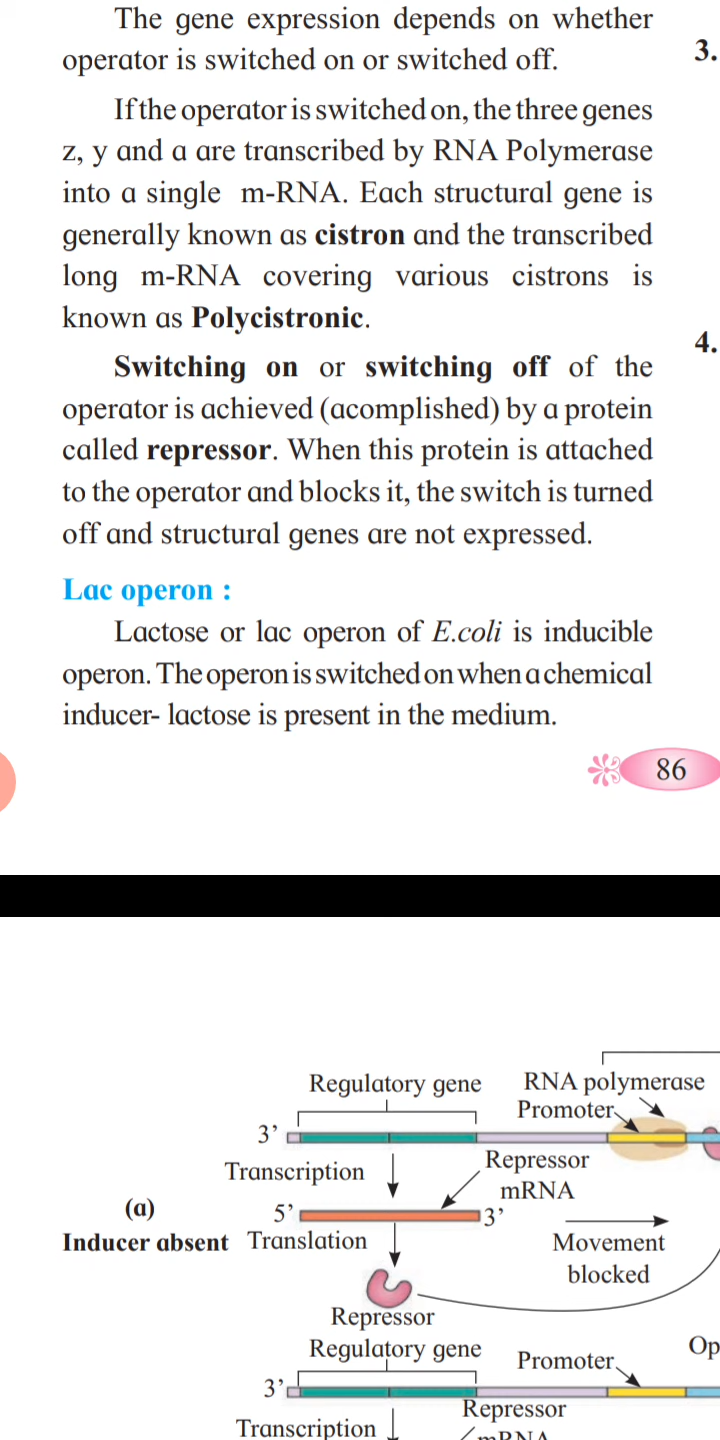 The gene expression depends on whether
operator is switched on or switched off.
If the operator is switched on, the three genes
z, y and a are transcribed by RNA Polymerase
into a single m-RNA. Each structural gene is
generally known as cistron and the transcribed
long m-RNA covering various cistrons is
known as Polycistronic.
Switching on or switching off of the
operator is achieved (acomplished) by a protein
called repressor. When this protein is attached
to the operator and blocks it, the switch is turned
off and structural genes are not expressed.
Lac operon :
Lactose or lac operon of E.coli is inducible
operon. The operon is switched on when a chemical
inducer- lactose is present in the medium.
3.
4.
86
Regulatory gene
RNA polymerase
Promoter
3’
Transcription
Repressor
mRNA
(a)
Inducer absent
5’
3’
Translation
Movement
blocked
Repressor
Regulatory gene
Promoter
Op
3’
Repressor
mRNA
Transcription